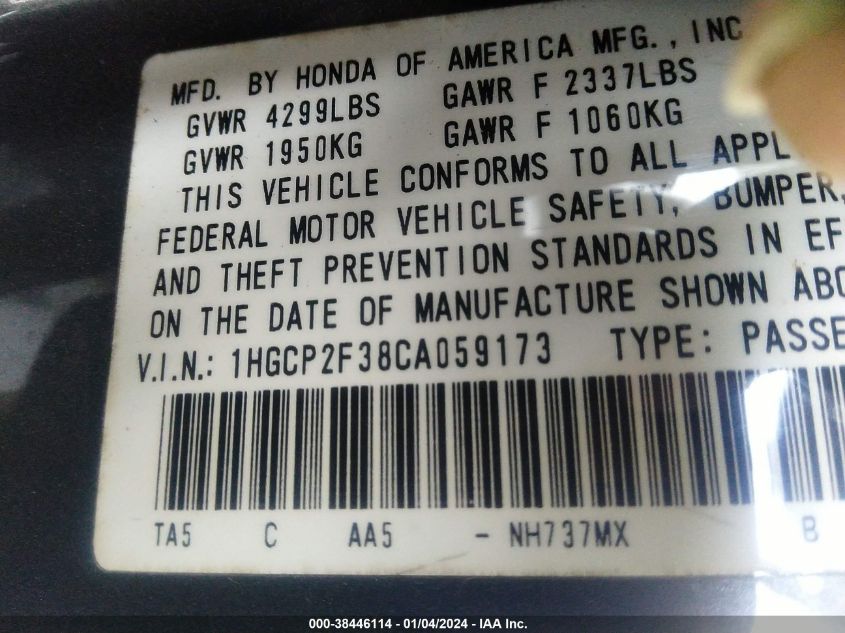 MFD. BY HONDA OF AMERICA MFG., INC
GVWR 4299LBS GAWR F 2337LBS
GVWR 1950KG GAWR F 1060KG
THIS VEHICLE CONFORMS TO ALL APPL
FEDERAL MOTOR VEHICLE SAFETY, BUMPER,
AND THEFT PREVENTION STANDARDS IN EF
ON THE DATE OF MANUFACTURE SHOWN ABO
V.I.N.: 1HGCP2F38CA059173 TYPE: PASSE
TA5 C AA5 - NH737MX B
000-38446114 - 01/04/2024 - IAA Inc.